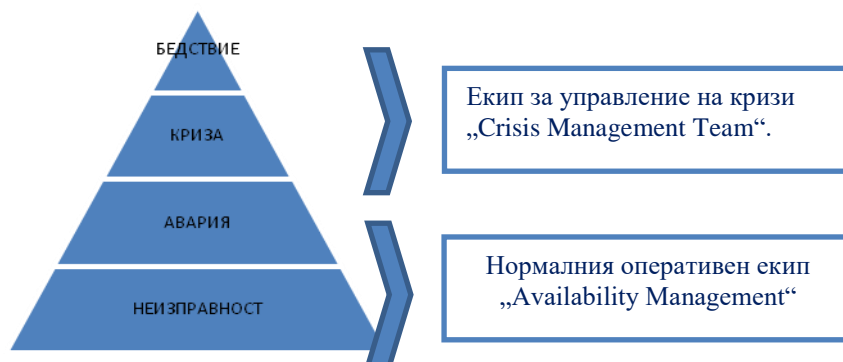 БЕДСТВИЕ
КРИЗА
АВАРИЯ
НЕИЗПРАВНОСТ
Екип за управление на кризи
„Crisis Management Team“.
Нормалния оперативен екип
„Availability Management“